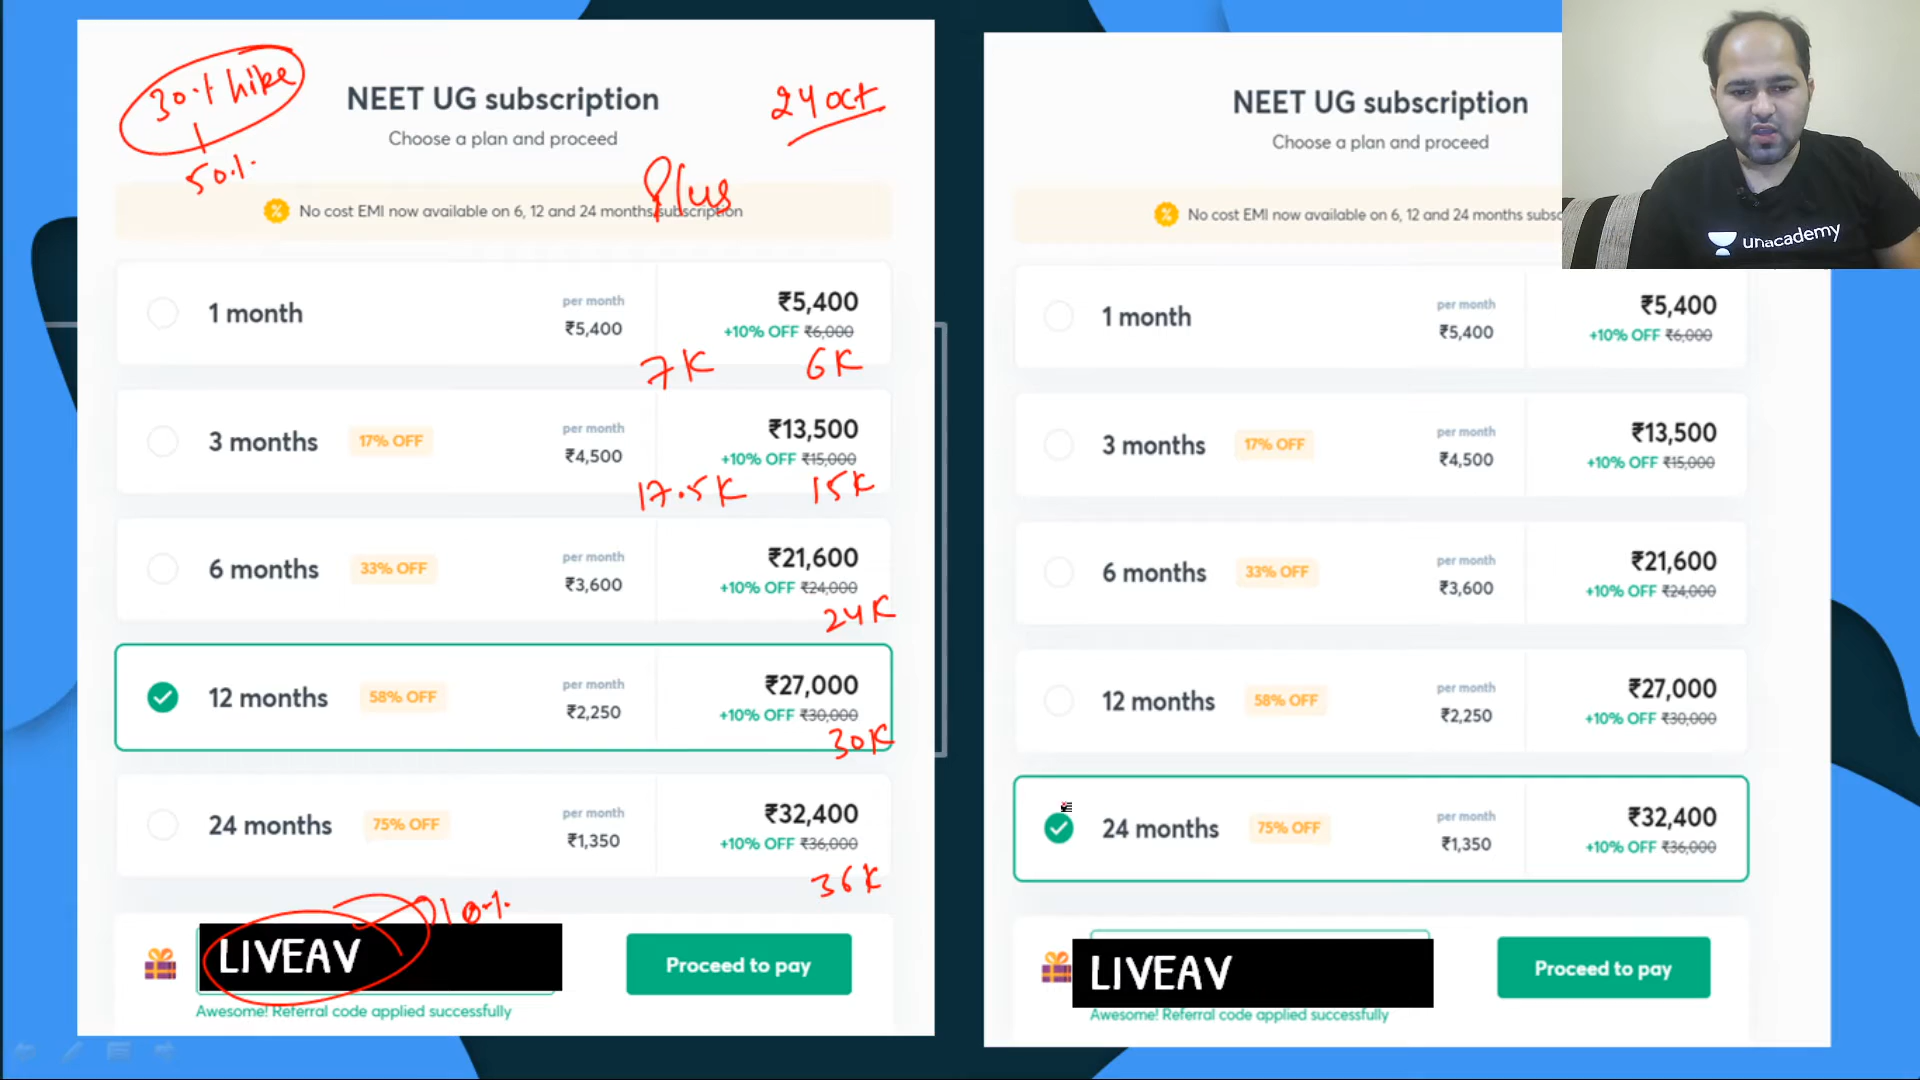 30% hike
50%
NEET UG subscription
24 oct
Choose a plan and proceed
Plus
No cost EMI now available on 6, 12 and 24 months subscription
1 month
per month
₹5,400
₹5,400
+10% OFF ₹6,000
7K
6K
3 months
17% OFF
per month
₹4,500
₹13,500
+10% OFF ₹15,000
17.5K
15K
6 months
33% OFF
per month
₹3,600
₹21,600
+10% OFF ₹24,000
24K
12 months
58% OFF
per month
₹2,250
₹27,000
+10% OFF ₹30,000
30K
24 months
75% OFF
per month
₹1,350
₹32,400
+10% OFF ₹36,000
36K
10%
LIVEAV
Proceed to pay
Awesome! Referral code applied successfully
NEET UG subscription
Choose a plan and proceed
No cost EMI now available on 6, 12 and 24 months subsc
1 month
per month
₹5,400
₹5,400
+10% OFF ₹6,000
3 months
17% OFF
per month
₹4,500
₹13,500
+10% OFF ₹15,000
6 months
33% OFF
per month
₹3,600
₹21,600
+10% OFF ₹24,000
12 months
58% OFF
per month
₹2,250
₹27,000
+10% OFF ₹30,000
24 months
75% OFF
per month
₹1,350
₹32,400
+10% OFF ₹36,000
LIVEAV
Proceed to pay
Awesome! Referral code applied successfully
unacademy